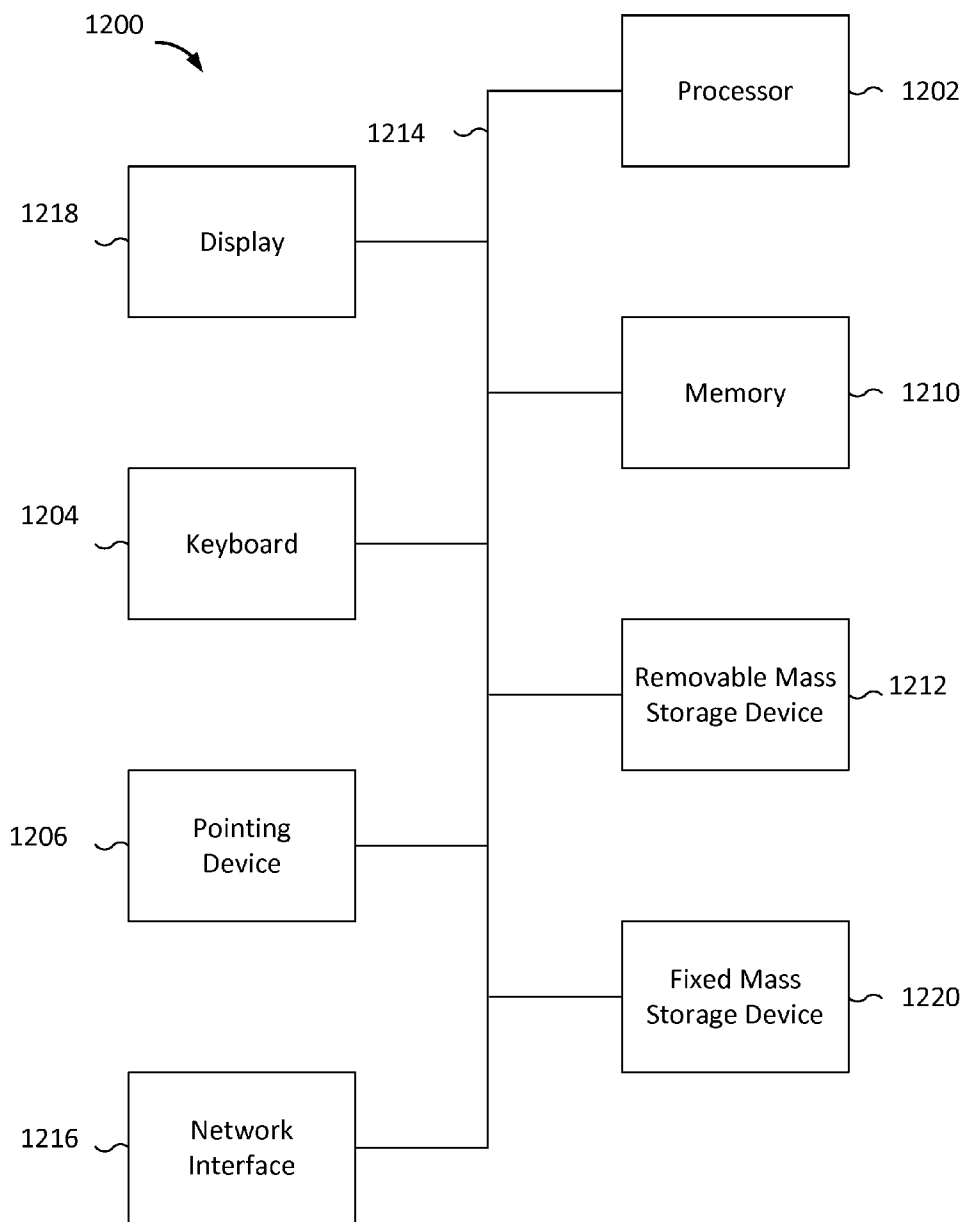 1200
Processor
1202
1214
1218
Display
Memory
1210
1204
Keyboard
Removable Mass
Storage Device
1212
1206
Pointing
Device
Fixed Mass
Storage Device
1220
1216
Network
Interface